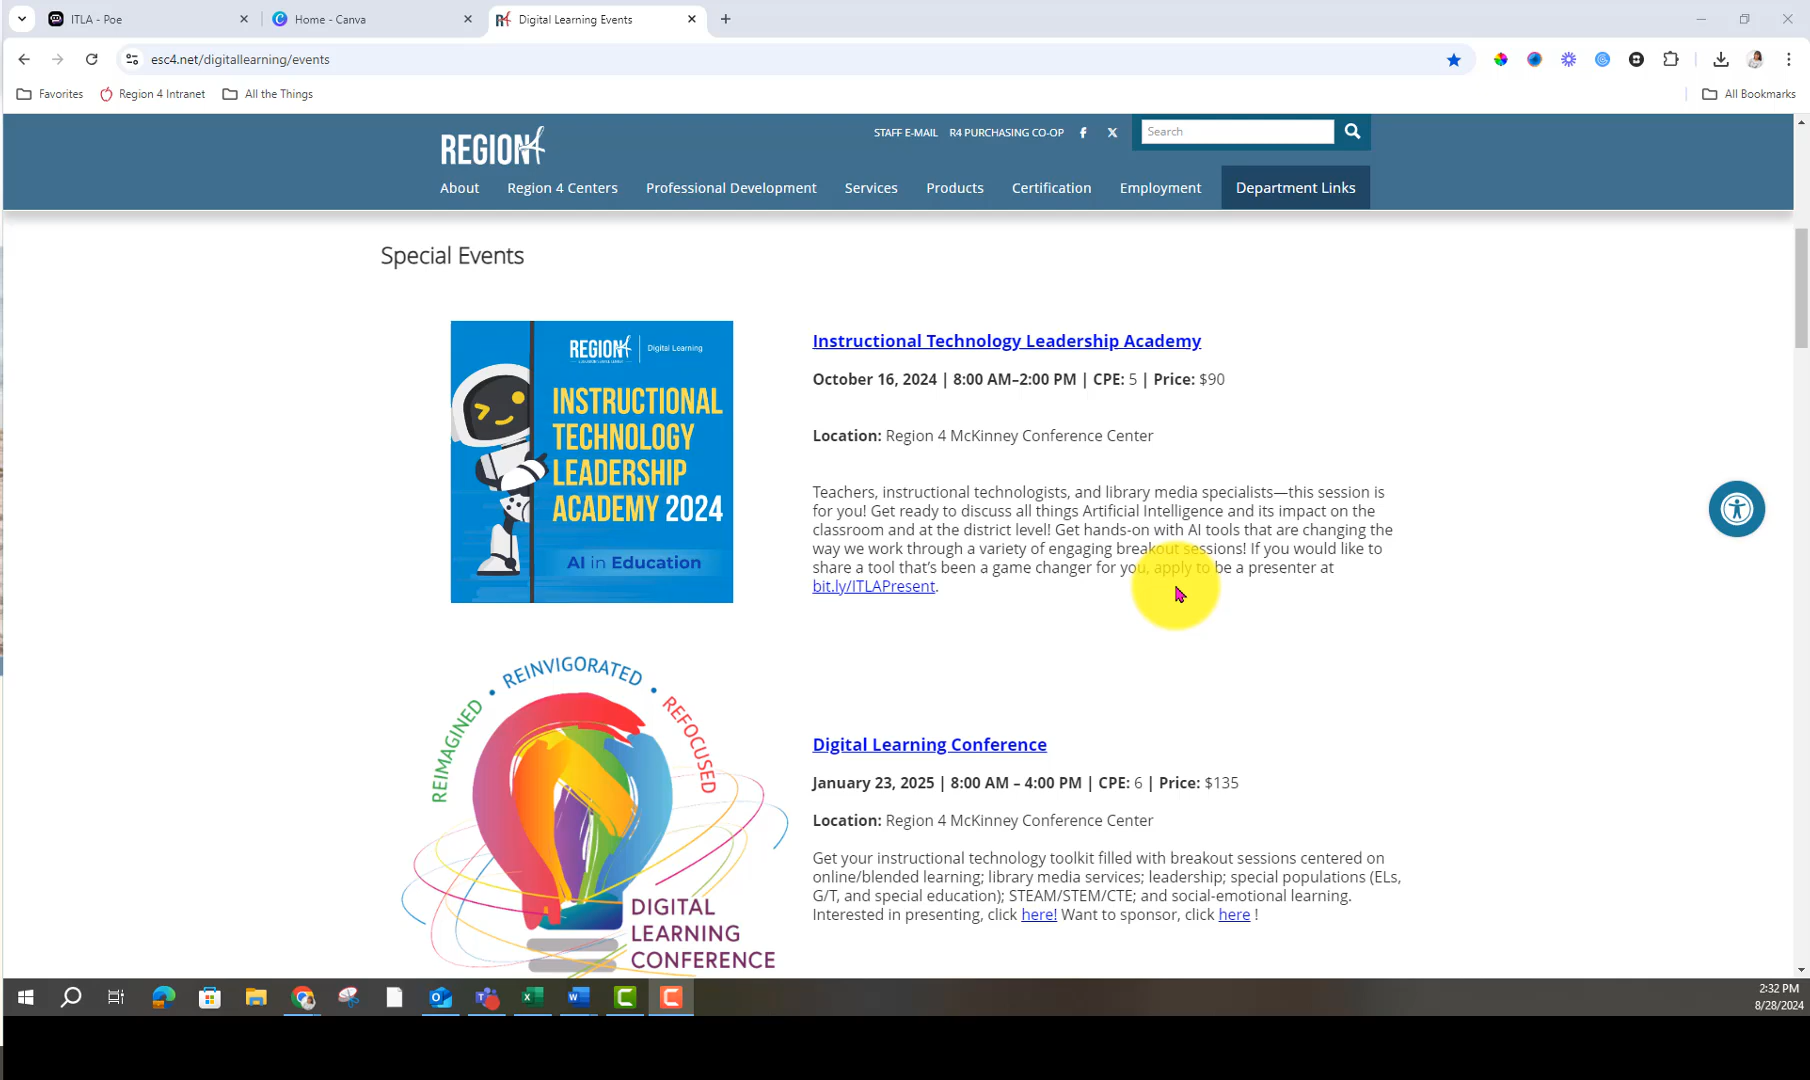 ITLA - Poe
Home - Canva
Digital Learning Events
esc4.net/digitallearning/events
Favorites
Region 4 Intranet
All the Things
All Bookmarks
REGION4
STAFF E-MAIL
R4 PURCHASING CO-OP
Search
About
Region 4 Centers
Professional Development
Services
Products
Certification
Employment
Department Links
Special Events
REGION4 | Digital Learning
INSTRUCTIONAL
TECHNOLOGY
LEADERSHIP
ACADEMY 2024
AI in Education
Instructional Technology Leadership Academy
October 16, 2024 | 8:00 AM–2:00 PM | CPE: 5 | Price: $90
Location: Region 4 McKinney Conference Center
Teachers, instructional technologists, and library media specialists—this session is
for you! Get ready to discuss all things Artificial Intelligence and its impact on the
classroom and at the district level! Get hands-on with AI tools that are changing the
way we work through a variety of engaging breakout sessions! If you would like to
share a tool that's been a game changer for you, apply to be a presenter at
bit.ly/ITLAPresent.
REIMAGINED • REINVIGORATED • REFOCUSED
DIGITAL
LEARNING
CONFERENCE
Digital Learning Conference
January 23, 2025 | 8:00 AM – 4:00 PM | CPE: 6 | Price: $135
Location: Region 4 McKinney Conference Center
Get your instructional technology toolkit filled with breakout sessions centered on
online/blended learning; library media services; leadership; special populations (ELs,
G/T, and special education); STEAM/STEM/CTE; and social-emotional learning.
Interested in presenting, click here! Want to sponsor, click here !
2:32 PM
8/28/2024